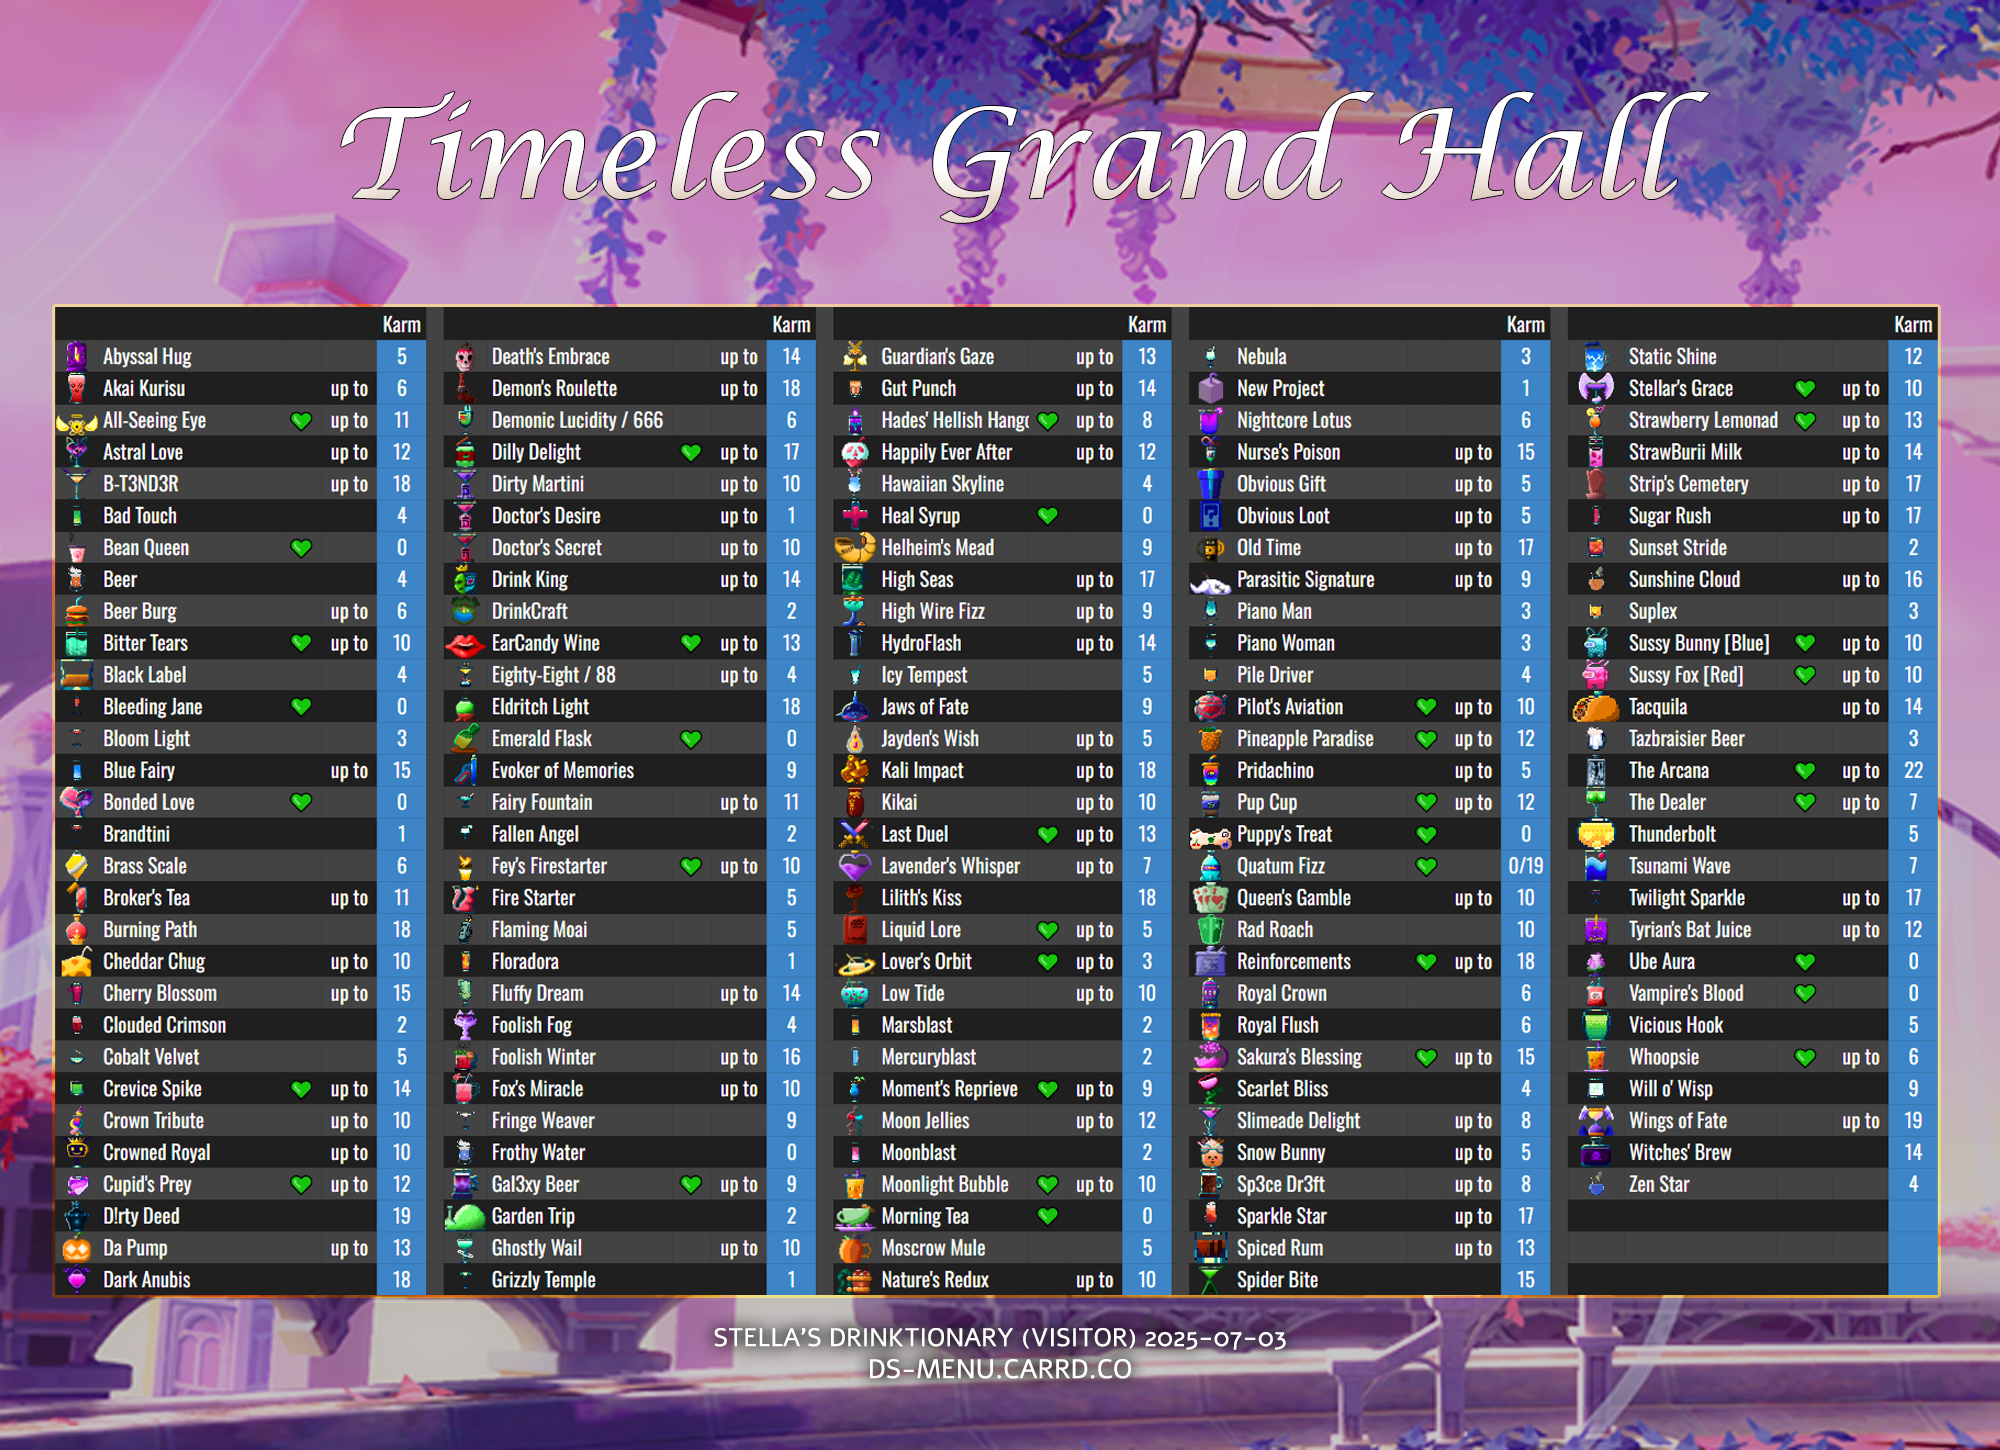 Timeless Grand Hall
Karm
Abyssal Hug 5
Akai Kurisu up to 6
All-Seeing Eye up to 11
Astral Love up to 12
B-T3ND3R up to 18
Bad Touch 4
Bean Queen 0
Beer 4
Beer Burg up to 6
Bitter Tears up to 10
Black Label 4
Bleeding Jane 0
Bloom Light 3
Blue Fairy up to 15
Bonded Love 0
Brandtini 1
Brass Scale 6
Broker's Tea up to 11
Burning Path 18
Cheddar Chug up to 10
Cherry Blossom up to 15
Clouded Crimson 2
Cobalt Velvet 5
Crevice Spike up to 14
Crown Tribute up to 10
Crowned Royal up to 10
Cupid's Prey up to 12
D!rty Deed 19
Da Pump up to 13
Dark Anubis 18
Karm
Death's Embrace up to 14
Demon's Roulette up to 18
Demonic Lucidity / 666 6
Dilly Delight up to 17
Dirty Martini up to 10
Doctor's Desire up to 1
Doctor's Secret up to 10
Drink King up to 14
DrinkCraft 2
EarCandy Wine up to 13
Eighty-Eight / 88 up to 4
Eldritch Light 18
Emerald Flask 0
Evoker of Memories 9
Fairy Fountain up to 11
Fallen Angel 2
Fey's Firestarter up to 10
Fire Starter 5
Flaming Moai 5
Floradora 1
Fluffy Dream up to 14
Foolish Fog 4
Foolish Winter up to 16
Fox's Miracle up to 10
Fringe Weaver 9
Frothy Water 0
Gal3xy Beer up to 9
Garden Trip 2
Ghostly Wail up to 10
Grizzly Temple 1
Karm
Guardian's Gaze up to 13
Gut Punch up to 14
Hades' Hellish Hang up to 8
Happily Ever After up to 12
Hawaiian Skyline 4
Heal Syrup 0
Helheim's Mead 9
High Seas up to 17
High Wire Fizz up to 9
HydroFlash up to 14
Icy Tempest 5
Jaws of Fate 9
Jayden's Wish up to 5
Kali Impact up to 18
Kikai up to 10
Last Duel up to 13
Lavender's Whisper up to 7
Lilith's Kiss 18
Liquid Lore up to 5
Lover's Orbit up to 3
Low Tide up to 10
Marsblast 2
Mercuryblast 2
Moment's Reprieve up to 9
Moon Jellies up to 12
Moonblast 2
Moonlight Bubble up to 10
Morning Tea 0
Moscrow Mule 5
Nature's Redux up to 10
Karm
Nebula 3
New Project 1
Nightcore Lotus 6
Nurse's Poison up to 15
Obvious Gift up to 5
Obvious Loot up to 5
Old Time up to 17
Parasitic Signature up to 9
Piano Man 3
Piano Woman 3
Pile Driver 4
Pilot's Aviation up to 10
Pineapple Paradise up to 12
Pridachino up to 5
Pup Cup up to 12
Puppy's Treat 0
Quatum Fizz 0/19
Queen's Gamble up to 10
Rad Roach 10
Reinforcements up to 18
Royal Crown 6
Royal Flush 6
Sakura's Blessing up to 15
Scarlet Bliss 4
Slimeade Delight up to 8
Snow Bunny up to 5
Sp3ce Dr3ft up to 8
Sparkle Star up to 17
Spiced Rum up to 13
Spider Bite 15
Karm
Static Shine 12
Stellar's Grace up to 10
Strawberry Lemonad up to 13
StrawBurii Milk up to 14
Strip's Cemetery up to 17
Sugar Rush up to 17
Sunset Stride 2
Sunshine Cloud up to 16
Suplex 3
Sussy Bunny [Blue] up to 10
Sussy Fox [Red] up to 10
Tacquila up to 14
Tazbraisier Beer 3
The Arcana up to 22
The Dealer up to 7
Thunderbolt 5
Tsunami Wave 7
Twilight Sparkle up to 17
Tyrian's Bat Juice up to 12
Ube Aura 0
Vampire's Blood 0
Vicious Hook 5
Whoopsie up to 6
Will o' Wisp 9
Wings of Fate up to 19
Witches' Brew 14
Zen Star 4
STELLA'S DRINKTIONARY (VISITOR) 2025-07-03
DS-MENU.CARRD.CO